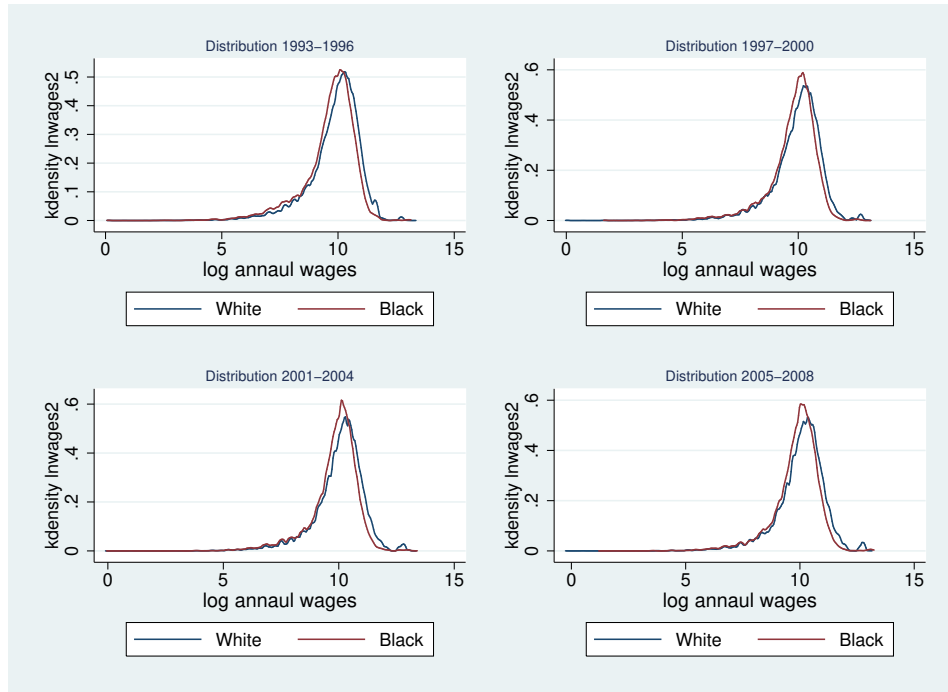 Distribution 1993−1996
kdensity lnwages2
.5
.4
.3
.2
.1
0
0 5 10 15
log annaul wages
White Black
Distribution 1997−2000
kdensity lnwages2
.6
.4
.2
0
0 5 10 15
log annaul wages
White Black
Distribution 2001−2004
kdensity lnwages2
.6
.4
.2
0
0 5 10 15
log annaul wages
White Black
Distribution 2005−2008
kdensity lnwages2
.6
.4
.2
0
0 5 10 15
log annaul wages
White Black